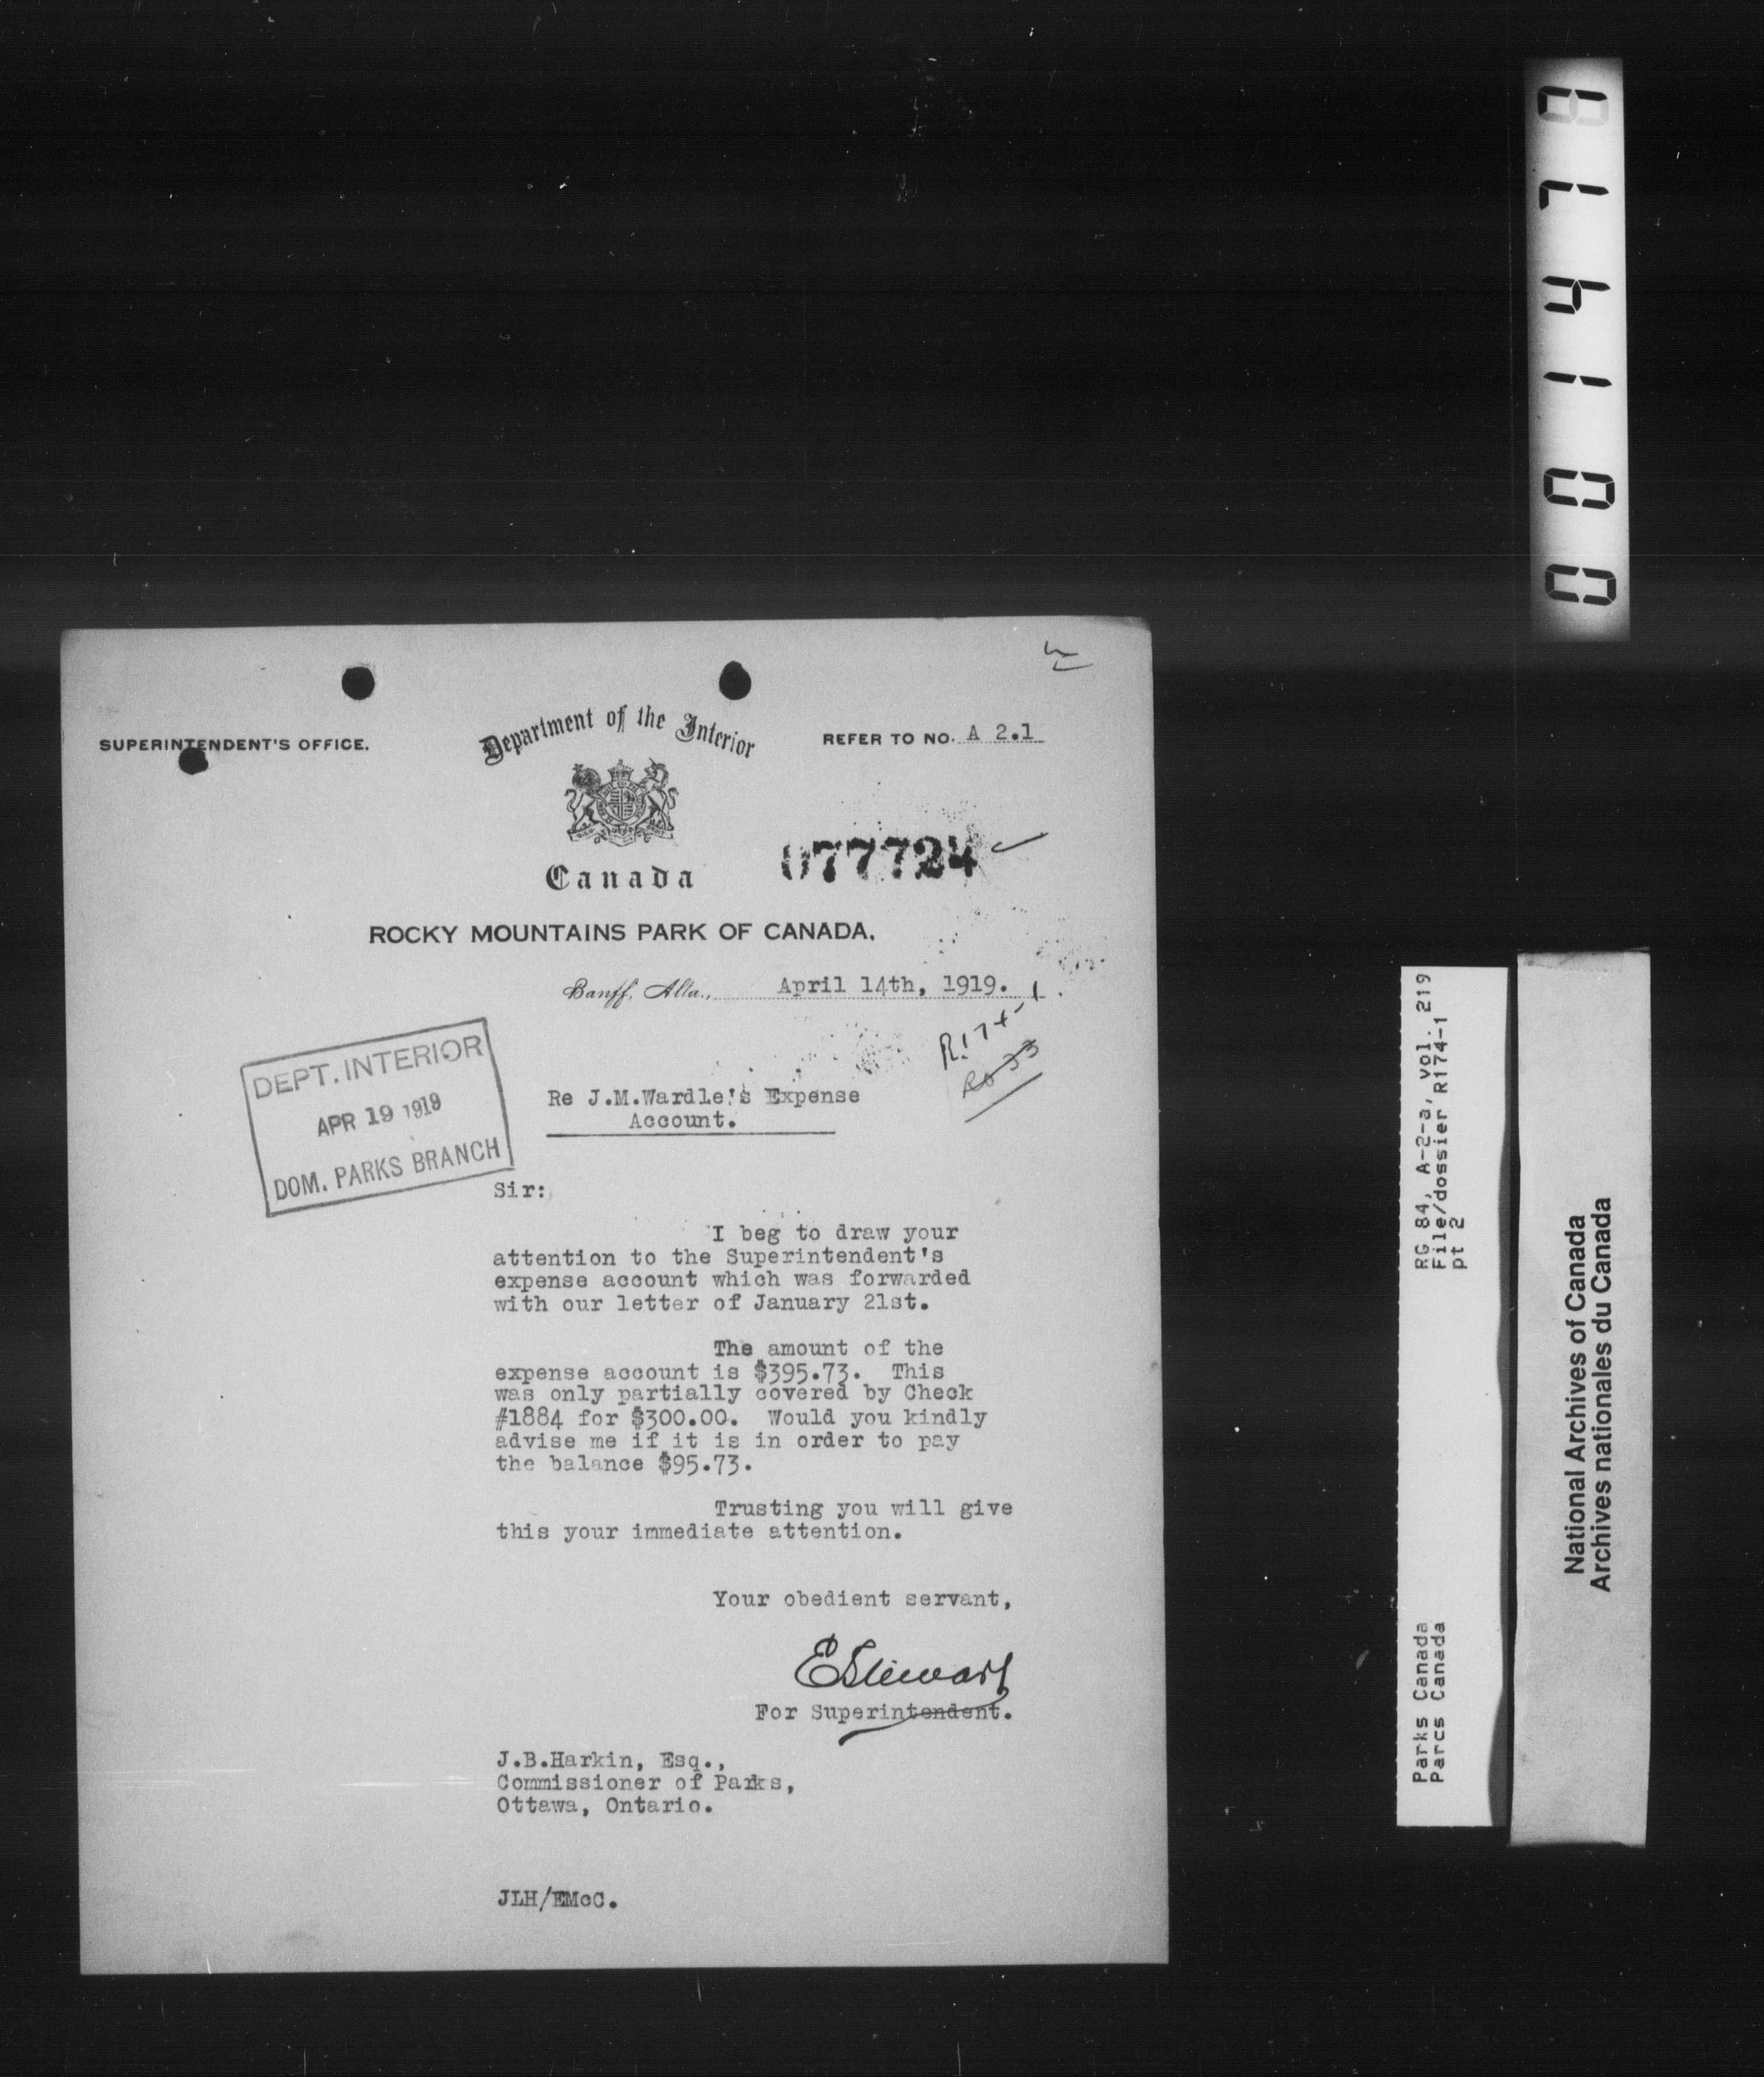 SUPERINTENDENT'S OFFICE.
Department of the Interior
REFER TO NO. A 2.1
Canada
077724
ROCKY MOUNTAINS PARK OF CANADA.
Banff, Alta., April 14th, 1919.
R174-1.
DEPT. INTERIOR
APR 19 1919
DOM. PARKS BRANCH
Re J.M.Wardle's Expense
Account.
Sir:
I beg to draw your
attention to the Superintendent's
expense account which was forwarded
with our letter of January 21st.
The amount of the
expense account is $395.73. This
was only partially covered by Check
#1884 for $300.00. Would you kindly
advise me if it is in order to pay
the balance $95.73.
Trusting you will give
this your immediate attention.
Your obedient servant,
EStewart
For Superintendent.
J.B.Harkin, Esq.,
Commissioner of Parks,
Ottawa, Ontario.
JLH/EMcC.
RG 84, A-2-a, vol. 219
File/dossier R174-1
pt 2
Parks Canada
Parcs Canada
National Archives of Canada
Archives nationales du Canada